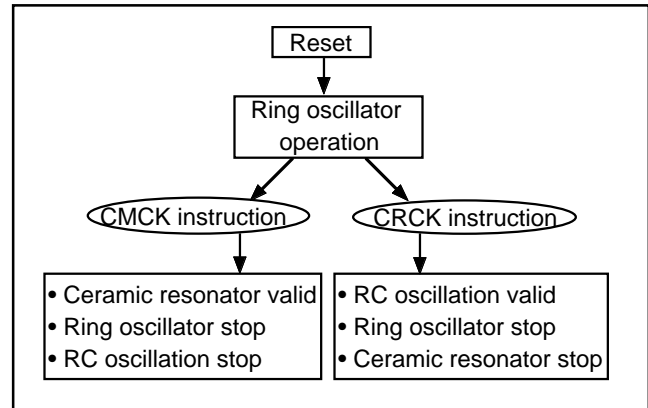 Reset
Ring oscillator
operation
CMCK instruction
CRCK instruction
• Ceramic resonator valid
• Ring oscillator stop
• RC oscillation stop
• RC oscillation valid
• Ring oscillator stop
• Ceramic resonator stop